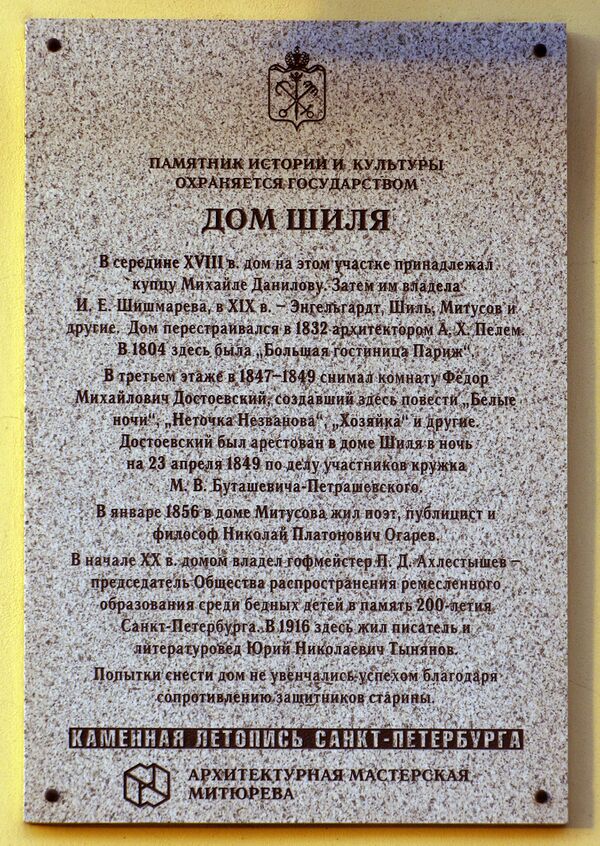 ПАМЯТНИК ИСТОРИИ И КУЛЬТУРЫ
ОХРАНЯЕТСЯ ГОСУДАРСТВОМ
ДОМ ШИЛЯ
В середине XVIII в. дом на этом участке принадлежал
купцу Михайле Данилову. Затем им владела
И. Е. Шишмарева, в XIX в. – Энгельгардт, Шиль, Митусов и
другие. Дом перестраивался в 1832 архитектором А. Х. Пелем.
В 1804 здесь была „Большая гостиница Париж“.
В третьем этаже в 1847–1849 снимал комнату Фёдор
Михайлович Достоевский, создавший здесь повести „Белые
ночи“, „Неточка Незванова“, „Хозяйка“ и другие.
Достоевский был арестован в доме Шиля в ночь
на 23 апреля 1849 по делу участников кружка
М. В. Буташевича-Петрашевского.
В январе 1856 в доме Митусова жил поэт, публицист и
философ Николай Платонович Огарев.
В начале XX в. домом владел гофмейстер П. Д. Ахлестышев –
председатель Общества распространения ремесленного
образования среди бедных детей в память 200-летия
Санкт-Петербурга. В 1916 здесь жил писатель и
литературовед Юрий Николаевич Тынянов.
Попытки снести дом не увенчались успехом благодаря
сопротивлению защитников старины.
КАМЕННАЯ ЛЕТОПИСЬ САНКТ-ПЕТЕРБУРГА
АРХИТЕКТУРНАЯ МАСТЕРСКАЯ
МИТЮРЕВА